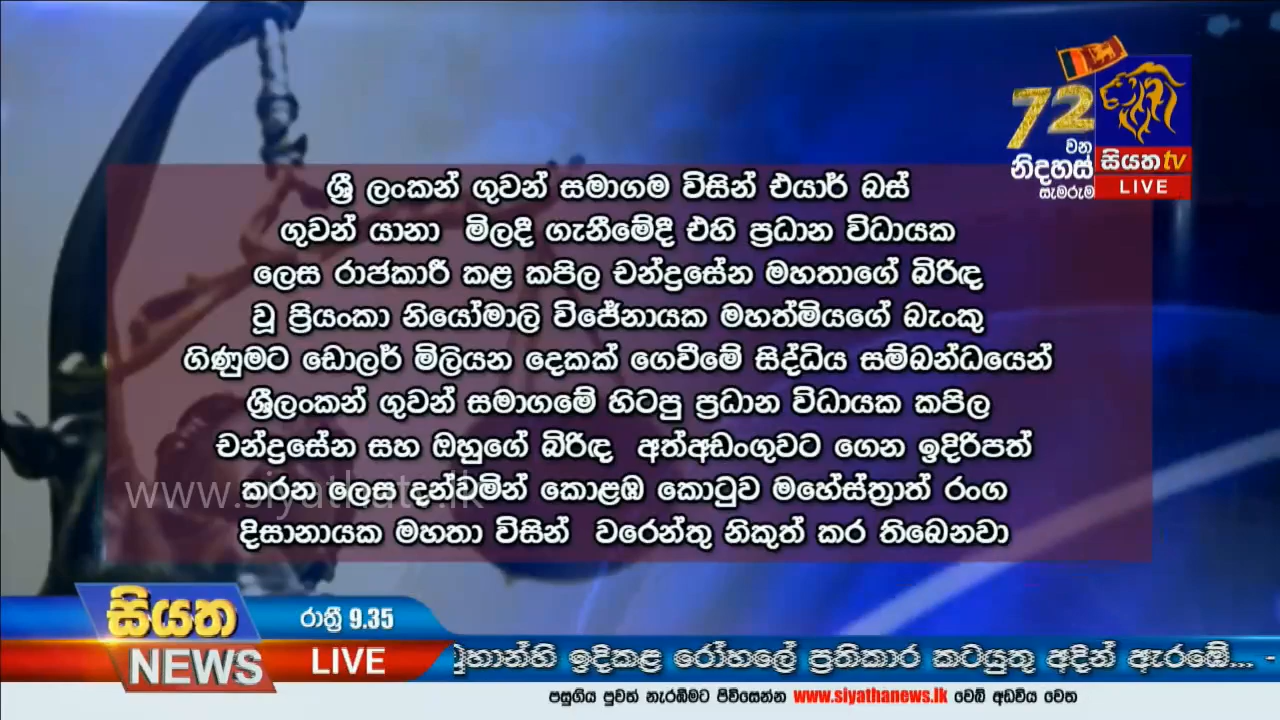 72
වන
නිදහස්
සැමරුම
සියත tv
LIVE
ශ්‍රී ලංකන් ගුවන් සමාගම විසින් එයාර් බස්
ගුවන් යානා මිලදී ගැනීමේදී එහි ප්‍රධාන විධායක
ලෙස රාජකාරී කළ කපිල චන්ද්‍රසේන මහතාගේ බිරිඳ
වූ ප්‍රියංකා නියෝමාලි විජේනායක මහත්මියගේ බැංකු
ගිණුමට ඩොලර් මිලියන දෙකක් ගෙවීමේ සිද්ධිය සම්බන්ධයෙන්
ශ්‍රීලංකන් ගුවන් සමාගමේ හිටපු ප්‍රධාන විධායක කපිල
චන්ද්‍රසේන සහ ඔහුගේ බිරිඳ අත්අඩංගුවට ගෙන ඉදිරිපත්
කරන ලෙස දන්වමින් කොළඹ කොටුව මහේස්ත්‍රාත් රංග
දිසානායක මහතා විසින් වරෙන්තු නිකුත් කර තිබෙනවා
www.siyathatv.lk
සියත
NEWS
රාත්‍රී 9.35
LIVE
ඉදිකළ රෝහලේ ප්‍රතිකාර කටයුතු අදින් ඇරඹේ... -
පසුගිය පුවත් නැරඹීමට පිවිසෙන්න www.siyathanews.lk වෙබ් අඩවිය වෙත